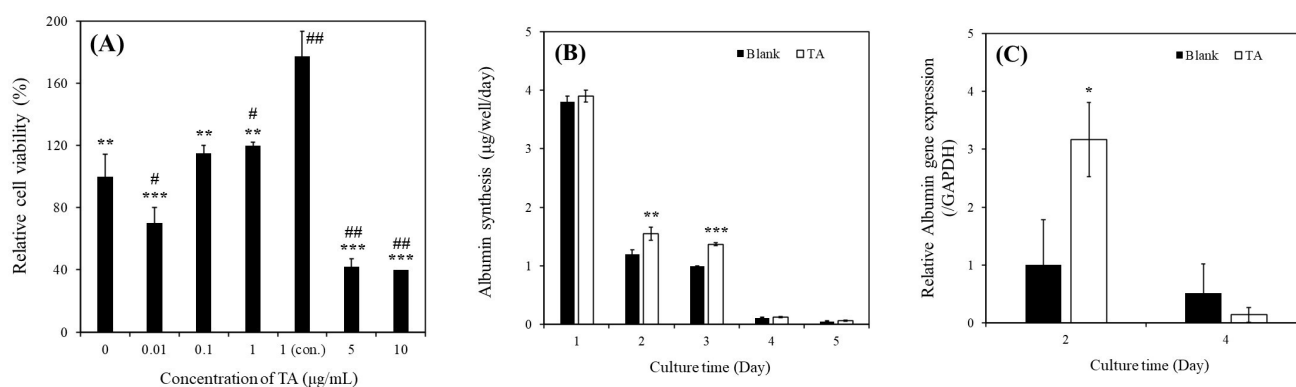 (A)
Relative cell viability (%)
200
160
120
80
40
0
**
#
***
**
#
**
##
##
***
##
***
0 0.01 0.1 1 1 (con.) 5 10
Concentration of TA (μg/mL)
(B)
Blank TA
Albumin synthesis (μg/well/day)
5
4
3
2
1
0
**
***
1 2 3 4 5
Culture time (Day)
(C)
Blank TA
Relative Albumin gene expression
(/GAPDH)
5
4
3
2
1
0
*
2 4
Culture time (Day)